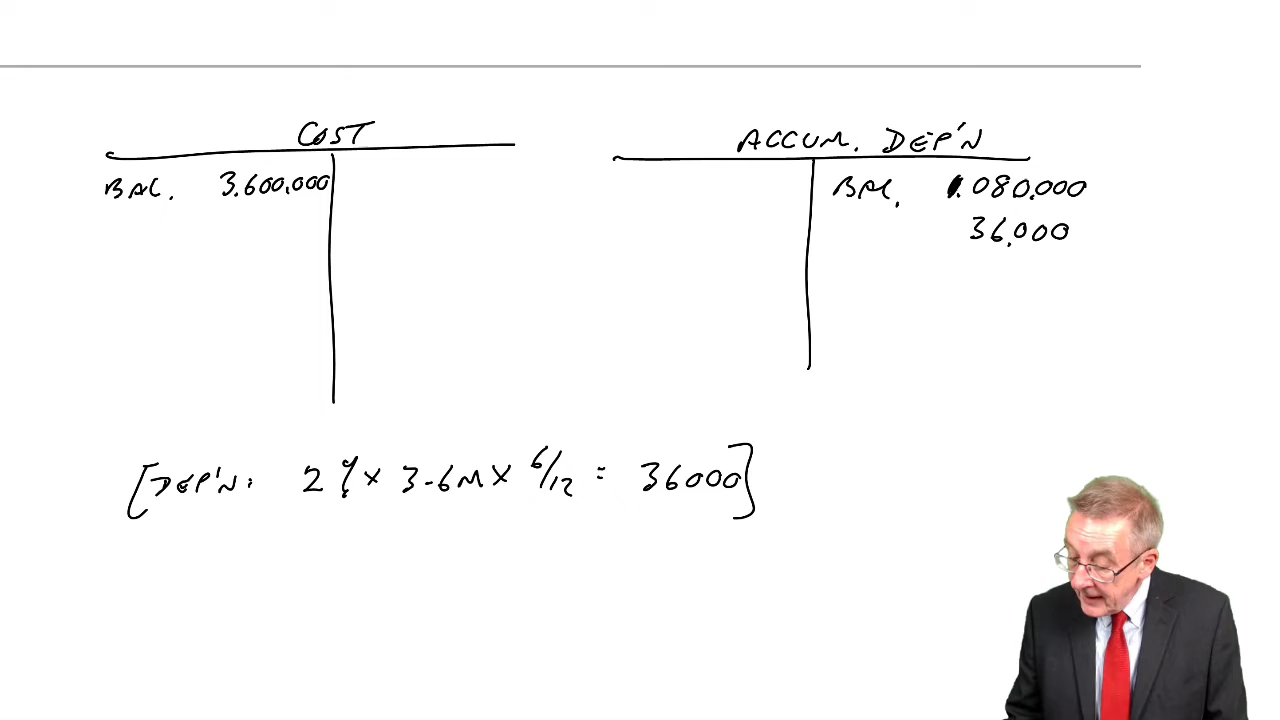 COST
BAL. 3.600.000
ACCUM. DEP'N
BAL. 1.080.000
36.000
[DEP'N: 2% x 3.6M x 6/12 = 36000]